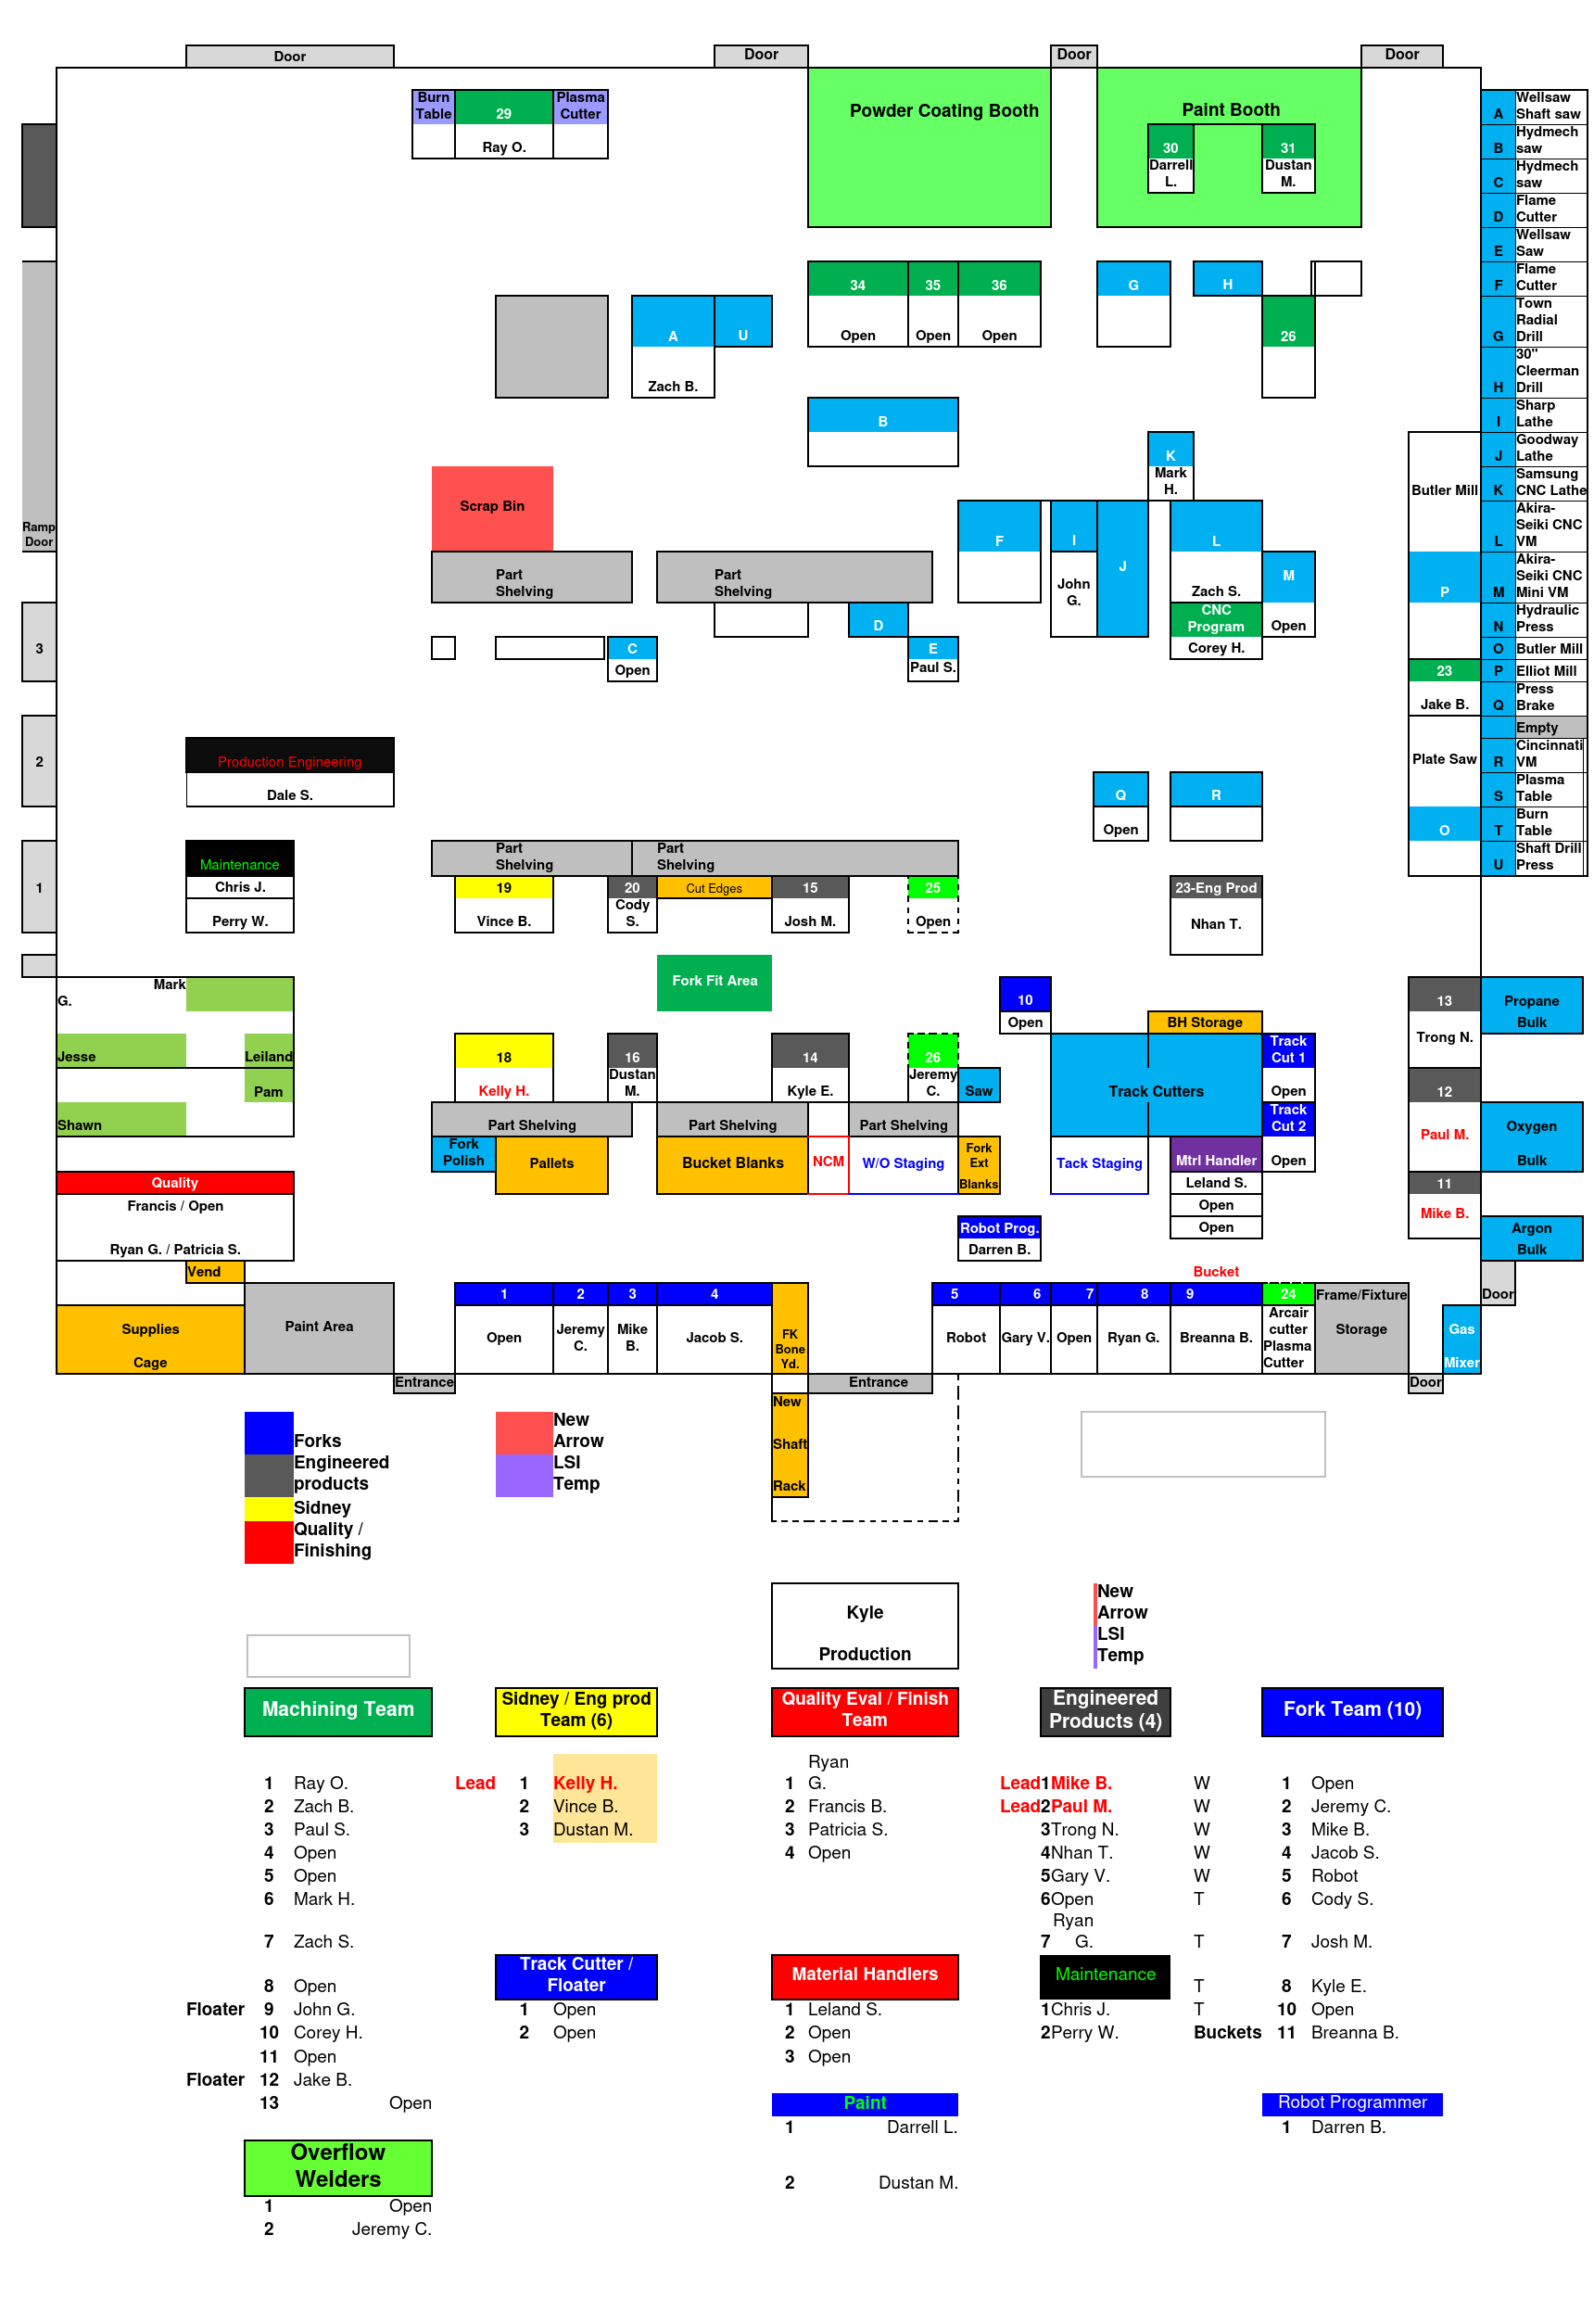 Door
Door
Door
Door
Burn
Table
29
Plasma
Cutter
Ray O.
Powder Coating Booth
Paint Booth
30
Darrell
L.
31
Dustan
M.
A
Wellsaw
Shaft saw
B
Hydmech
saw
C
Hydmech
saw
D
Flame
Cutter
E
Wellsaw
Saw
F
Flame
Cutter
G
Town
Radial
Drill
H
30"
Cleerman
Drill
I
Sharp
Lathe
J
Goodway
Lathe
K
Samsung
CNC Lathe
L
Akira-
Seiki CNC
VM
M
Akira-
Seiki CNC
Mini VM
N
Hydraulic
Press
O
Butler Mill
P
Elliot Mill
Q
Press
Brake
Empty
R
Cincinnati
VM
S
Plasma
Table
T
Burn
Table
U
Shaft Drill
Press
34
35
36
Open
Open
Open
G
H
26
A
U
Zach B.
B
K
Mark
H.
Butler Mill
P
Scrap Bin
Ramp
Door
Part
Shelving
Part
Shelving
F
I
John
G.
J
L
Zach S.
M
Open
CNC
Program
Corey H.
D
E
Paul S.
C
Open
3
23
Jake B.
Plate Saw
O
2
Production Engineering
Dale S.
Q
Open
R
1
Maintenance
Chris J.
Perry W.
Part
Shelving
Part
Shelving
19
Vince B.
20
Cody
S.
Cut Edges
15
Josh M.
25
Open
23-Eng Prod
Nhan T.
Mark
G.
Jesse
Leiland
Pam
Shawn
Fork Fit Area
10
Open
BH Storage
13
Trong N.
Propane
Bulk
18
Kelly H.
16
Dustan
M.
14
Kyle E.
26
Jeremy
C.
Saw
Track Cutters
Track
Cut 1
Open
Track
Cut 2
Open
12
Paul M.
Oxygen
Bulk
Part Shelving
Part Shelving
Part Shelving
Fork
Polish
Pallets
Bucket Blanks
NCM
W/O Staging
Fork
Ext
Blanks
Tack Staging
Mtrl Handler
Leland S.
Open
Open
11
Mike B.
Argon
Bulk
Quality
Francis / Open
Ryan G. / Patricia S.
Robot Prog.
Darren B.
Vend
Bucket
Supplies
Cage
Paint Area
1
Open
2
Jeremy
C.
3
Mike
B.
4
Jacob S.
FK
Bone
Yd.
5
Robot
6
Gary V.
7
Open
8
Ryan G.
9
Breanna B.
24
Arcair
cutter
Plasma
Cutter
Frame/Fixture
Storage
Door
Gas
Mixer
Entrance
Entrance
Door
New
Shaft
Rack
Forks
Engineered
products
Sidney
Quality /
Finishing
New
Arrow
LSI
Temp
Kyle
Production
New
Arrow
LSI
Temp
Machining Team
1 Ray O.
2 Zach B.
3 Paul S.
4 Open
5 Open
6 Mark H.
7 Zach S.
8 Open
Floater 9 John G.
10 Corey H.
11 Open
Floater 12 Jake B.
13 Open
Overflow
Welders
1 Open
2 Jeremy C.
Sidney / Eng prod
Team (6)
Lead 1 Kelly H.
2 Vince B.
3 Dustan M.
Track Cutter /
Floater
1 Open
2 Open
Quality Eval / Finish
Team
Ryan
1 G.
2 Francis B.
3 Patricia S.
4 Open
Material Handlers
1 Leland S.
2 Open
3 Open
Paint
1 Darrell L.
2 Dustan M.
Engineered
Products (4)
Lead1Mike B.
Lead2Paul M.
3Trong N.
4Nhan T.
5Gary V.
6Open
Ryan
7 G.
Maintenance
1Chris J.
2Perry W.
Fork Team (10)
W 1 Open
W 2 Jeremy C.
W 3 Mike B.
W 4 Jacob S.
W 5 Robot
T 6 Cody S.
T 7 Josh M.
T 8 Kyle E.
T 10 Open
Buckets 11 Breanna B.
Robot Programmer
1 Darren B.